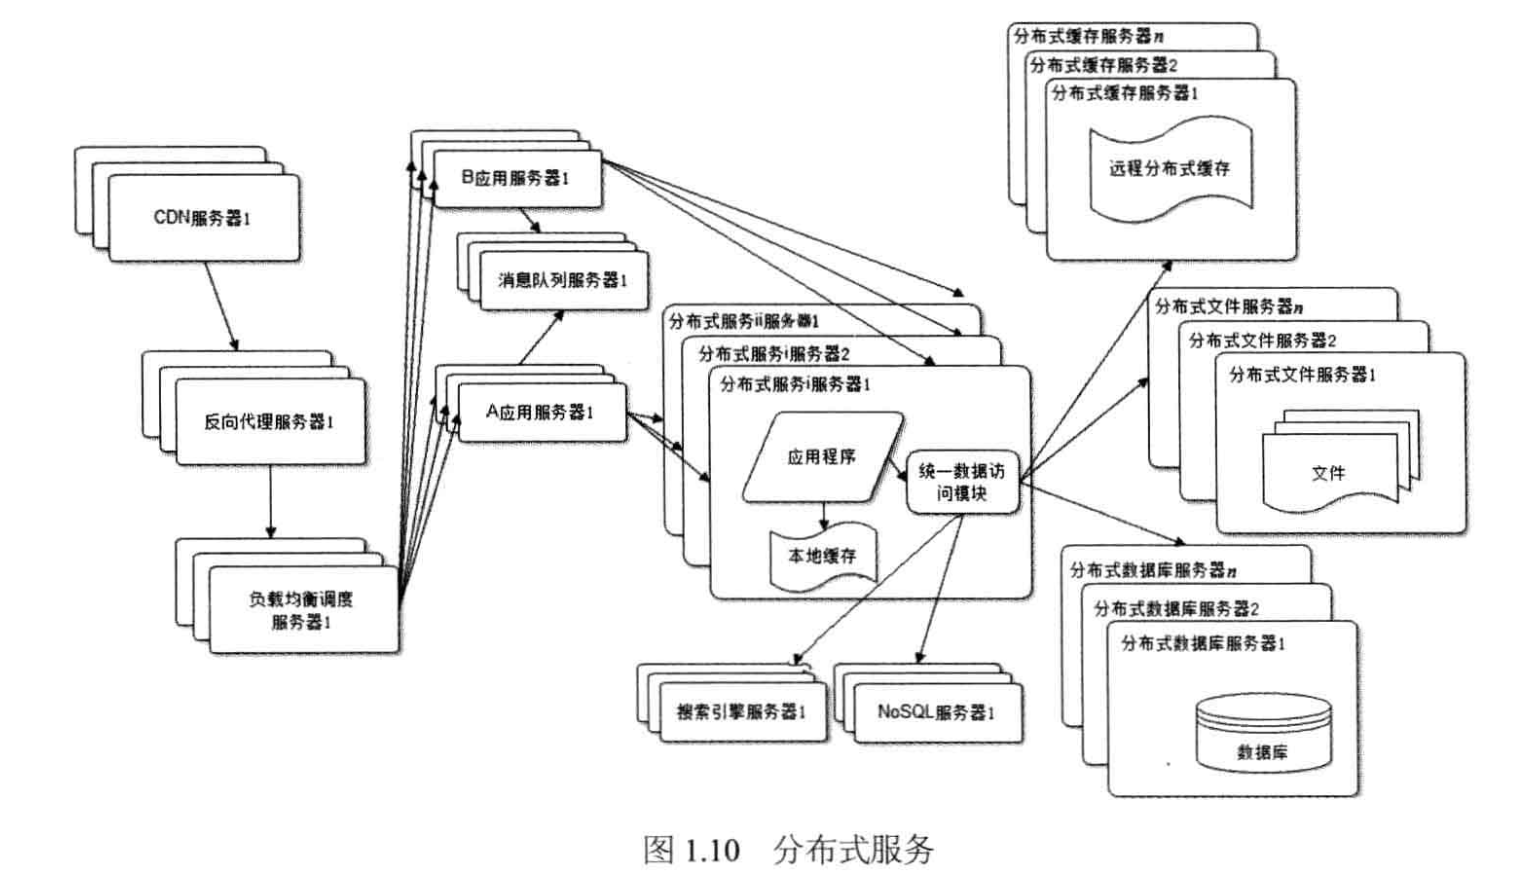 分布式缓存服务器n
分布式缓存服务器2
分布式缓存服务器1
远程分布式缓存
B应用服务器1
CDN服务器1
消息队列服务器1
分布式文件服务器n
分布式服务ii服务器1
分布式文件服务器2
分布式服务i服务器2
分布式文件服务器1
分布式服务i服务器1
A应用服务器1
反向代理服务器1
应用程序
统一数据访
问模块
文件
本地缓存
分布式数据库服务器n
负载均衡调度
服务器1
分布式数据库服务器2
分布式数据库服务器1
搜索引擎服务器1
NoSQL服务器1
数据库
图 1.10 分布式服务